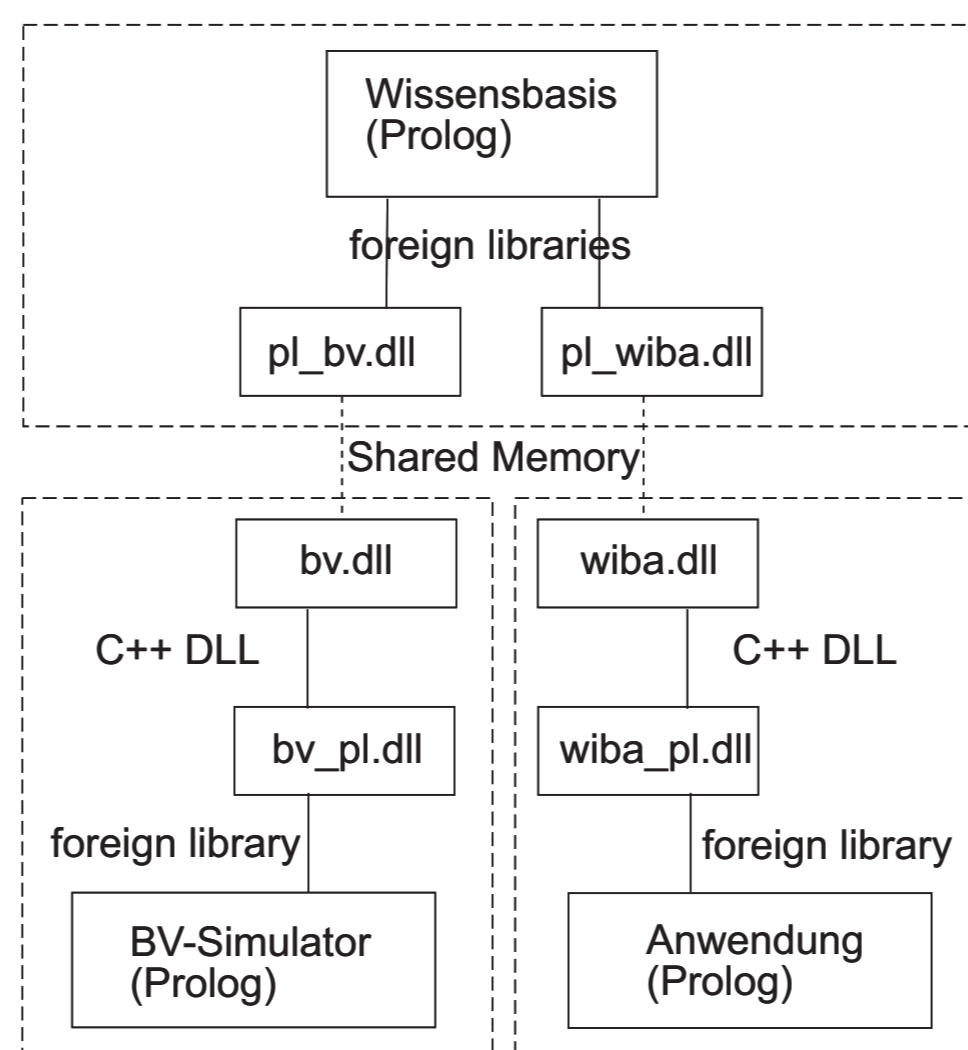 Wissensbasis
(Prolog)
foreign libraries
pl_bv.dll
pl_wiba.dll
Shared Memory
bv.dll
wiba.dll
C++ DLL
C++ DLL
bv_pl.dll
wiba_pl.dll
foreign library
foreign library
BV-Simulator
(Prolog)
Anwendung
(Prolog)